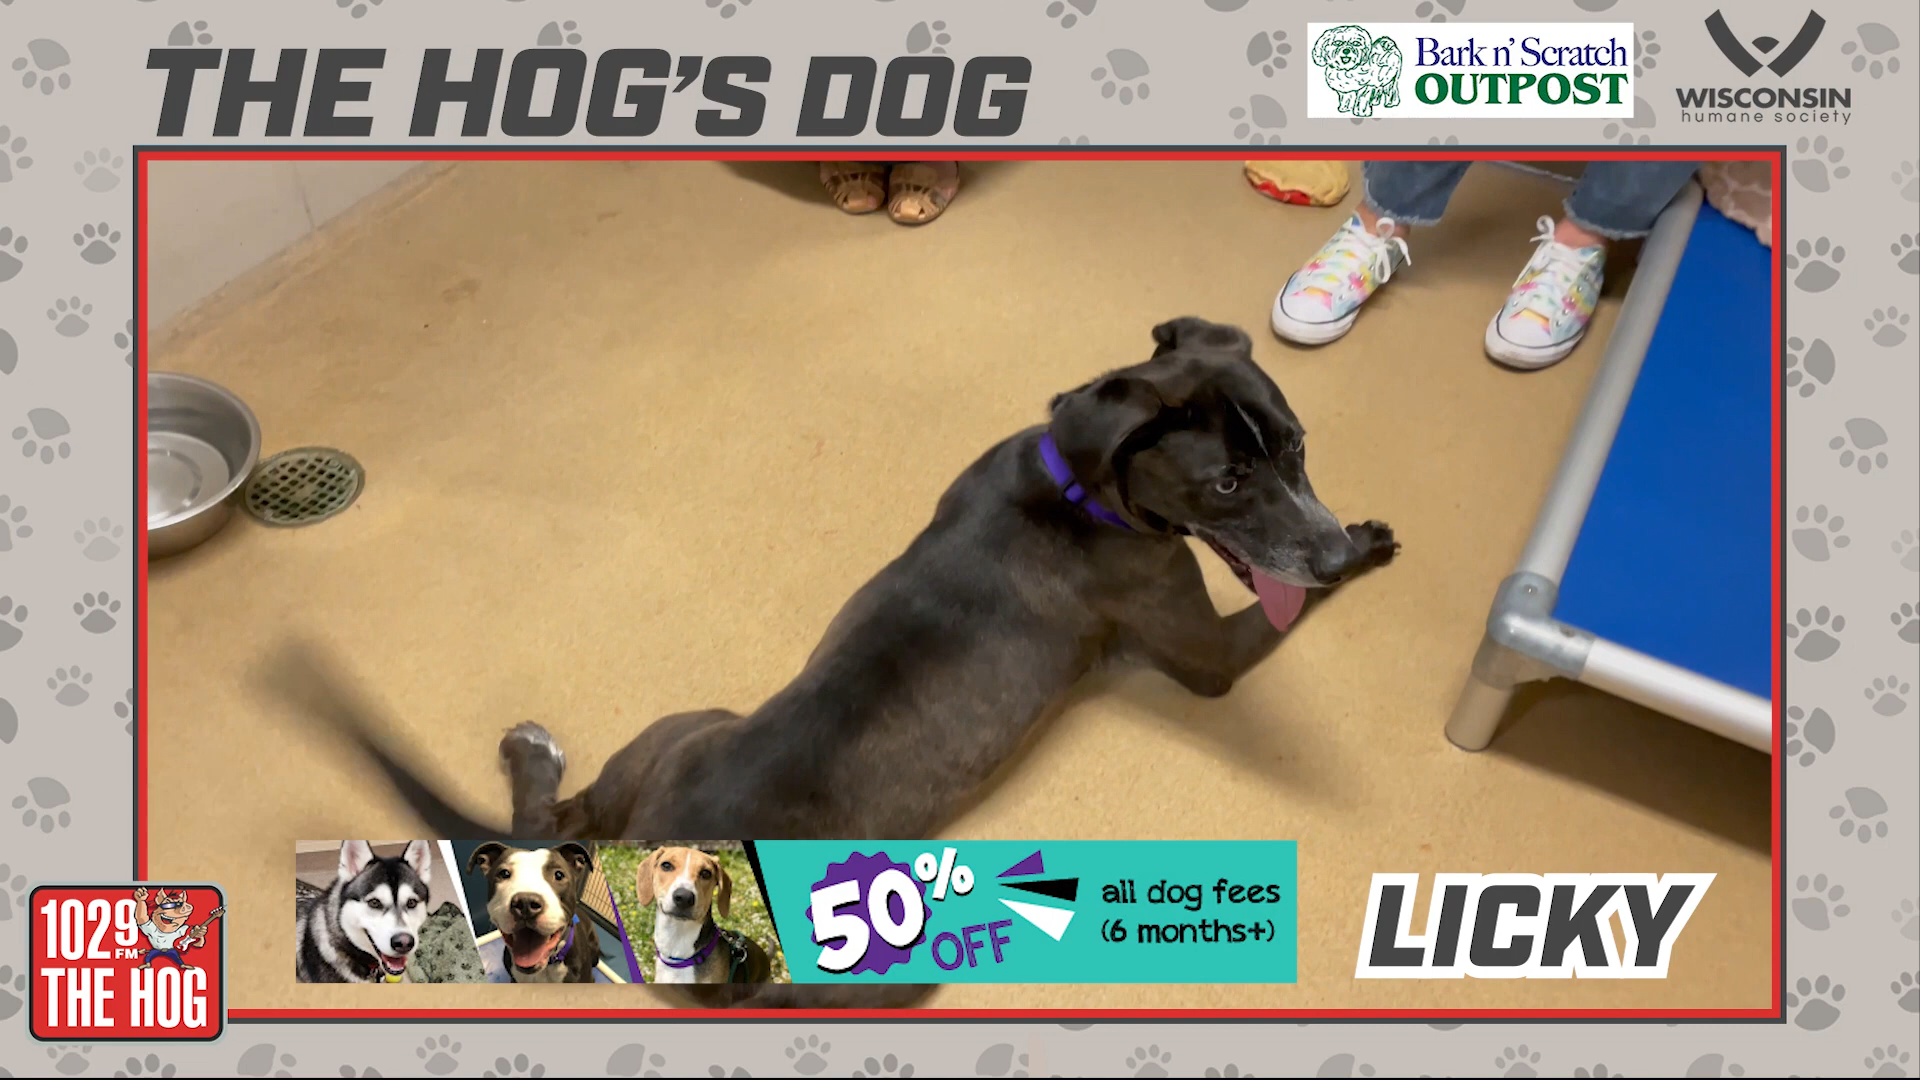 THE HOG'S DOG
Bark n' Scratch
OUTPOST
WISCONSIN
humane society
50% OFF
all dog fees
(6 months+)
LICKY
102.9
FM
THE HOG